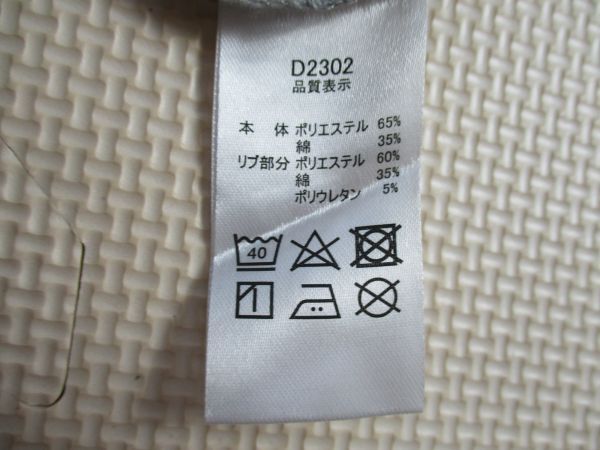 D2302
品質表示
本　体 ポリエステル 65%
綿 35%
リブ部分 ポリエステル 60%
綿 35%
ポリウレタン 5%
40